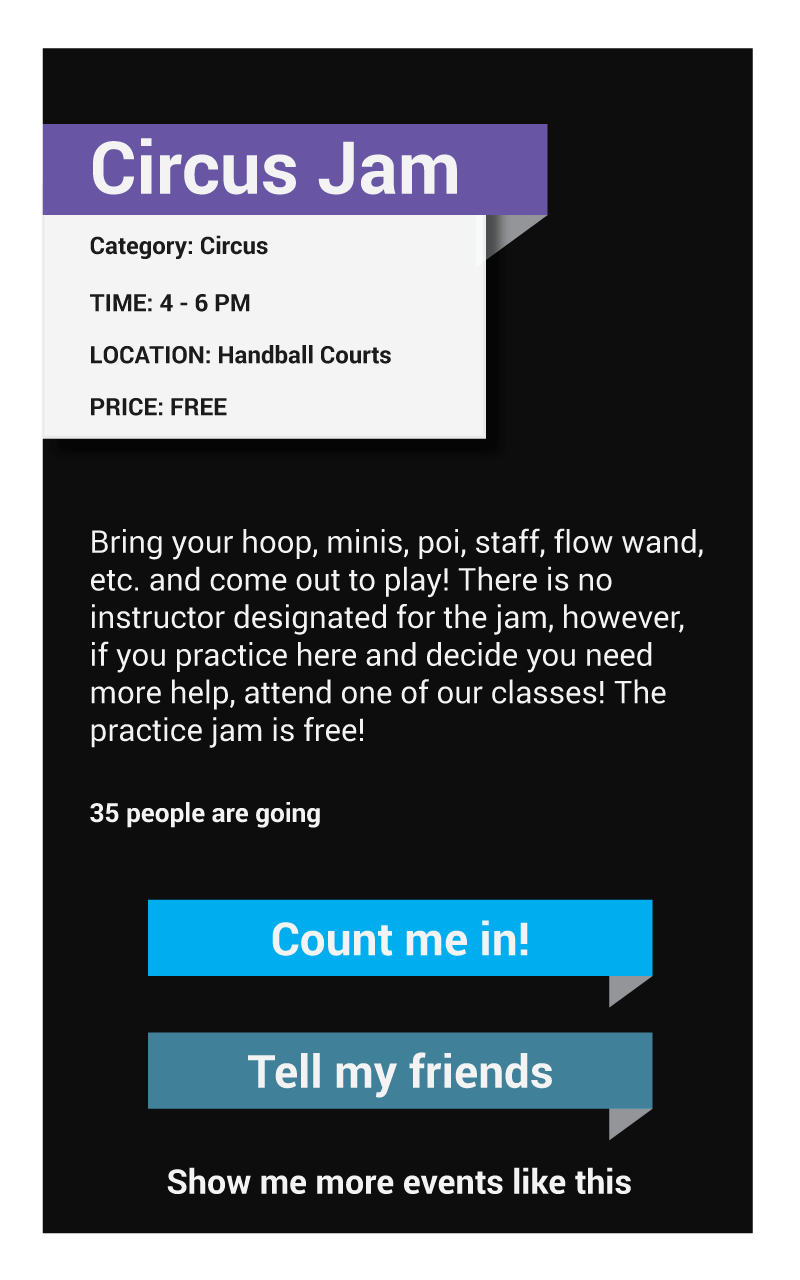 Circus Jam
Category: Circus
TIME: 4 - 6 PM
LOCATION: Handball Courts
PRICE: FREE
Bring your hoop, minis, poi, staff, flow wand,
etc. and come out to play! There is no
instructor designated for the jam, however,
if you practice here and decide you need
more help, attend one of our classes! The
practice jam is free!
35 people are going
Count me in!
Tell my friends
Show me more events like this